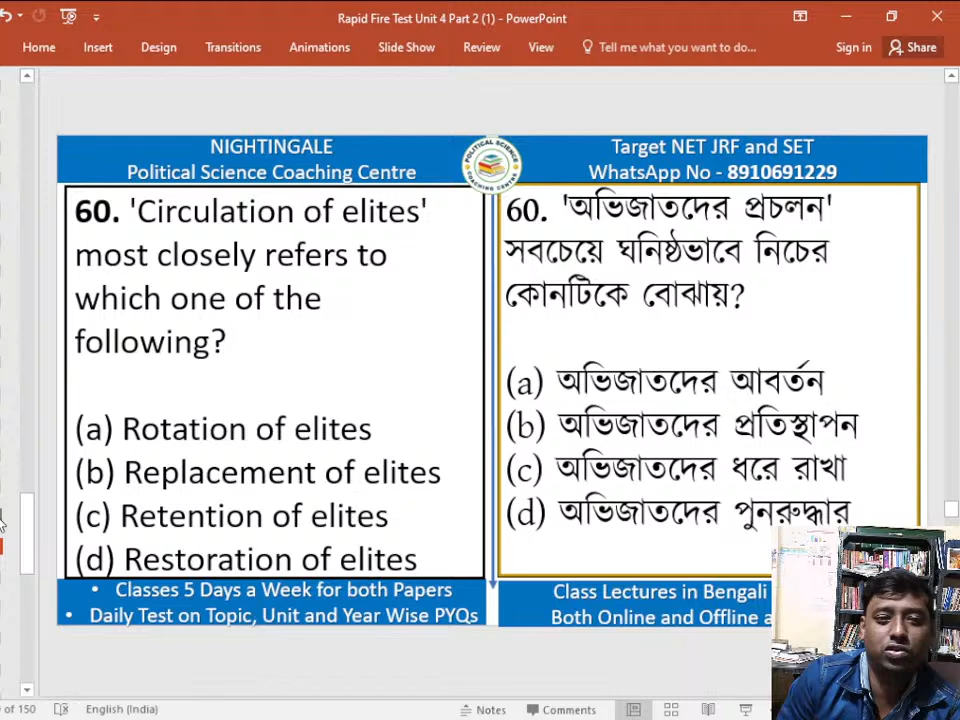 Rapid Fire Test Unit 4 Part 2 (1) - PowerPoint
Home Insert Design Transitions Animations Slide Show Review View Tell me what you want to do... Sign in Share
NIGHTINGALE
Political Science Coaching Centre
POLITICAL SCIENCE
COACHING CENTRE
Target NET JRF and SET
WhatsApp No - 8910691229
60. 'Circulation of elites'
most closely refers to
which one of the
following?
(a) Rotation of elites
(b) Replacement of elites
(c) Retention of elites
(d) Restoration of elites
60. 'অভিজাতদের প্রচলন'
সবচেয়ে ঘনিষ্ঠভাবে নিচের
কোনটিকে বোঝায়?
(a) অভিজাতদের আবর্তন
(b) অভিজাতদের প্রতিস্থাপন
(c) অভিজাতদের ধরে রাখা
(d) অভিজাতদের পুনরুদ্ধার
• Classes 5 Days a Week for both Papers
• Daily Test on Topic, Unit and Year Wise PYQs
Class Lectures in Bengali
Both Online and Offline
of 150 English (India) Notes Comments